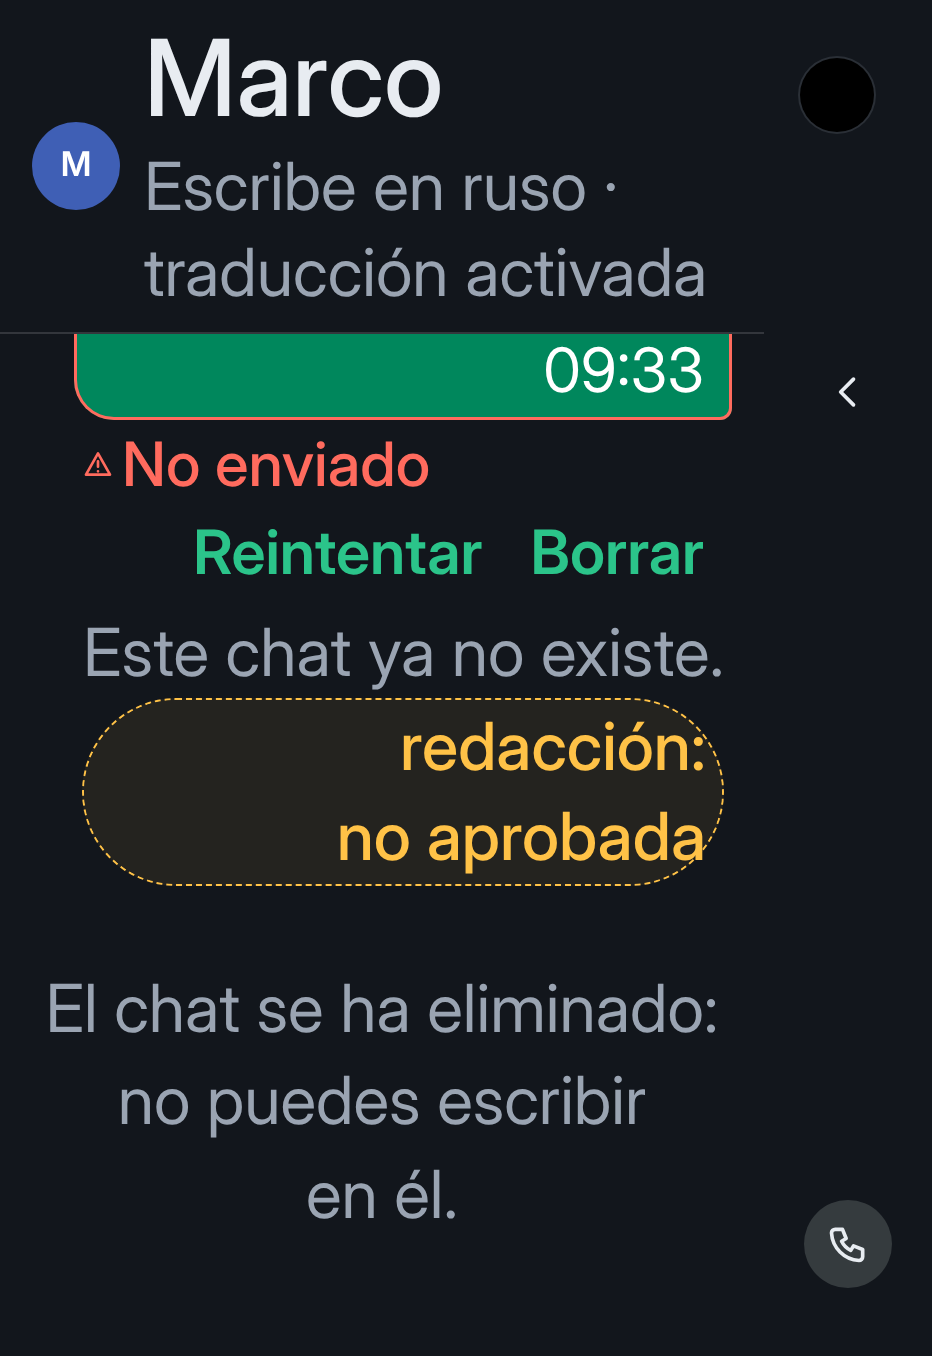 Marco
M
Escribe en ruso ·
traducción activada
09:33
No enviado
Reintentar Borrar
Este chat ya no existe.
redacción:
no aprobada
El chat se ha eliminado:
no puedes escribir
en él.